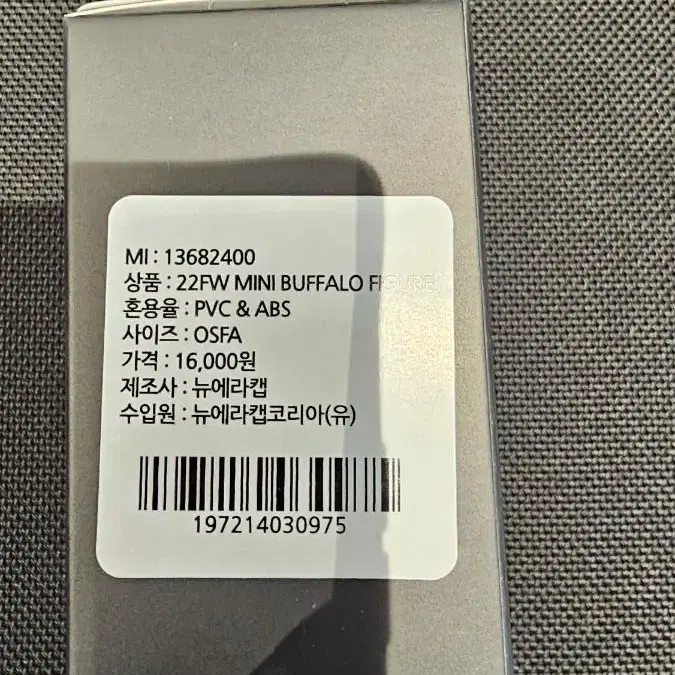 MI : 13682400
상품 : 22FW MINI BUFFALO FIGURE
혼용율 : PVC & ABS
사이즈 : OSFA
가격 : 16,000원
제조사 : 뉴에라캡
수입원 : 뉴에라캡코리아(유)
197214030975